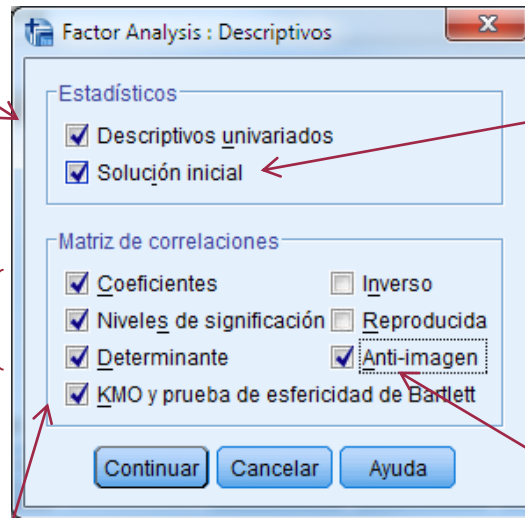 Factor Analysis : Descriptivos
Estadísticos
Descriptivos univariados
Solución inicial
Matriz de correlaciones
Coeficientes Inverso
Niveles de significación Reproducida
Determinante Anti-imagen
KMO y prueba de esfericidad de Bartlett
Continuar Cancelar Ayuda